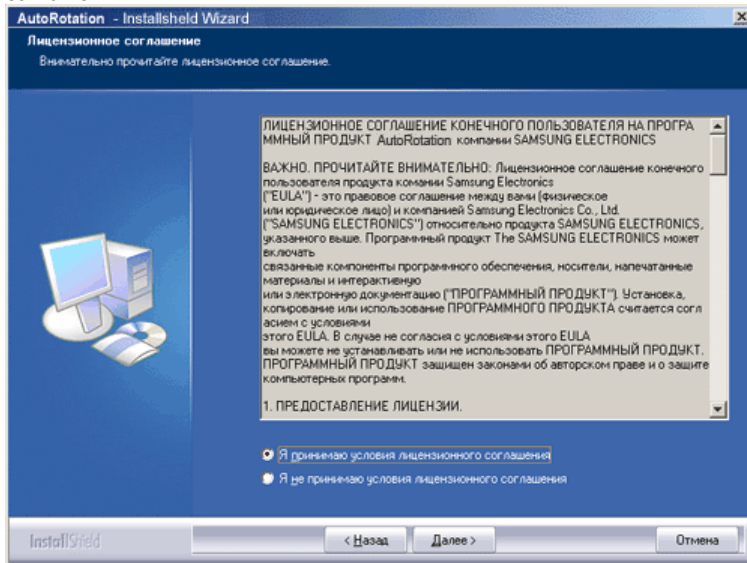 AutoRotation - Installsheld Wizard
Лицензионное соглашение
Внимательно прочитайте лицензионное соглашение.
ЛИЦЕНЗИОННОЕ СОГЛАШЕНИЕ КОНЕЧНОГО ПОЛЬЗОВАТЕЛЯ НА ПРОГРА
ММНЫЙ ПРОДУКТ AutoRotation компании SAMSUNG ELECTRONICS
ВАЖНО. ПРОЧИТАЙТЕ ВНИМАТЕЛЬНО: Лицензионное соглашение конечного
пользователя продукта комании Samsung Electronics
("EULA") - это правовое соглашение между вами (физическое
или юридическое лицо) и компанией Samsung Electronics Co., Ltd.
("SAMSUNG ELECTRONICS") относительно продукта SAMSUNG ELECTRONICS,
указанного выше. Программный продукт The SAMSUNG ELECTRONICS может
включать
связанные компоненты программного обеспечения, носители, напечатанные
материалы и интерактивную
или электронную документацию ("ПРОГРАММНЫЙ ПРОДУКТ"). Установка,
копирование или использование ПРОГРАММНОГО ПРОДУКТА считается согл
асием с условиями
этого EULA. В случае не согласия с условиями этого EULA
вы можете не устанавливать или не использовать ПРОГРАММНЫЙ ПРОДУКТ.
ПРОГРАММНЫЙ ПРОДУКТ защищен законами об авторском праве и о защите
компьютерных программ.
1. ПРЕДОСТАВЛЕНИЕ ЛИЦЕНЗИИ.
Я принимаю условия лицензионного соглашения
Я не принимаю условия лицензионного соглашения
InstallShield
< Назад
Далее >
Отмена